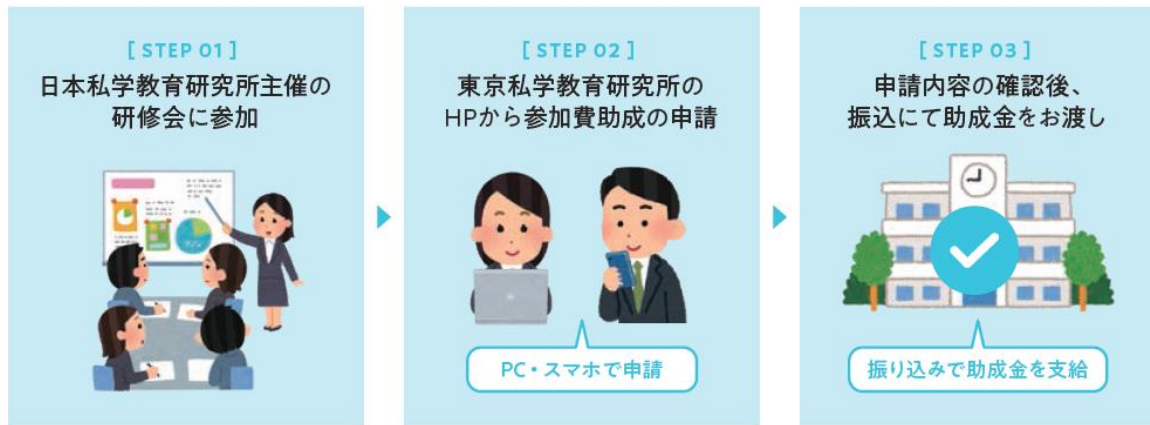 [ STEP 01 ]
日本私学教育研究所主催の
研修会に参加
[ STEP 02 ]
東京私学教育研究所の
HPから参加費助成の申請
PC・スマホで申請
[ STEP 03 ]
申請内容の確認後、
振込にて助成金をお渡し
振り込みで助成金を支給